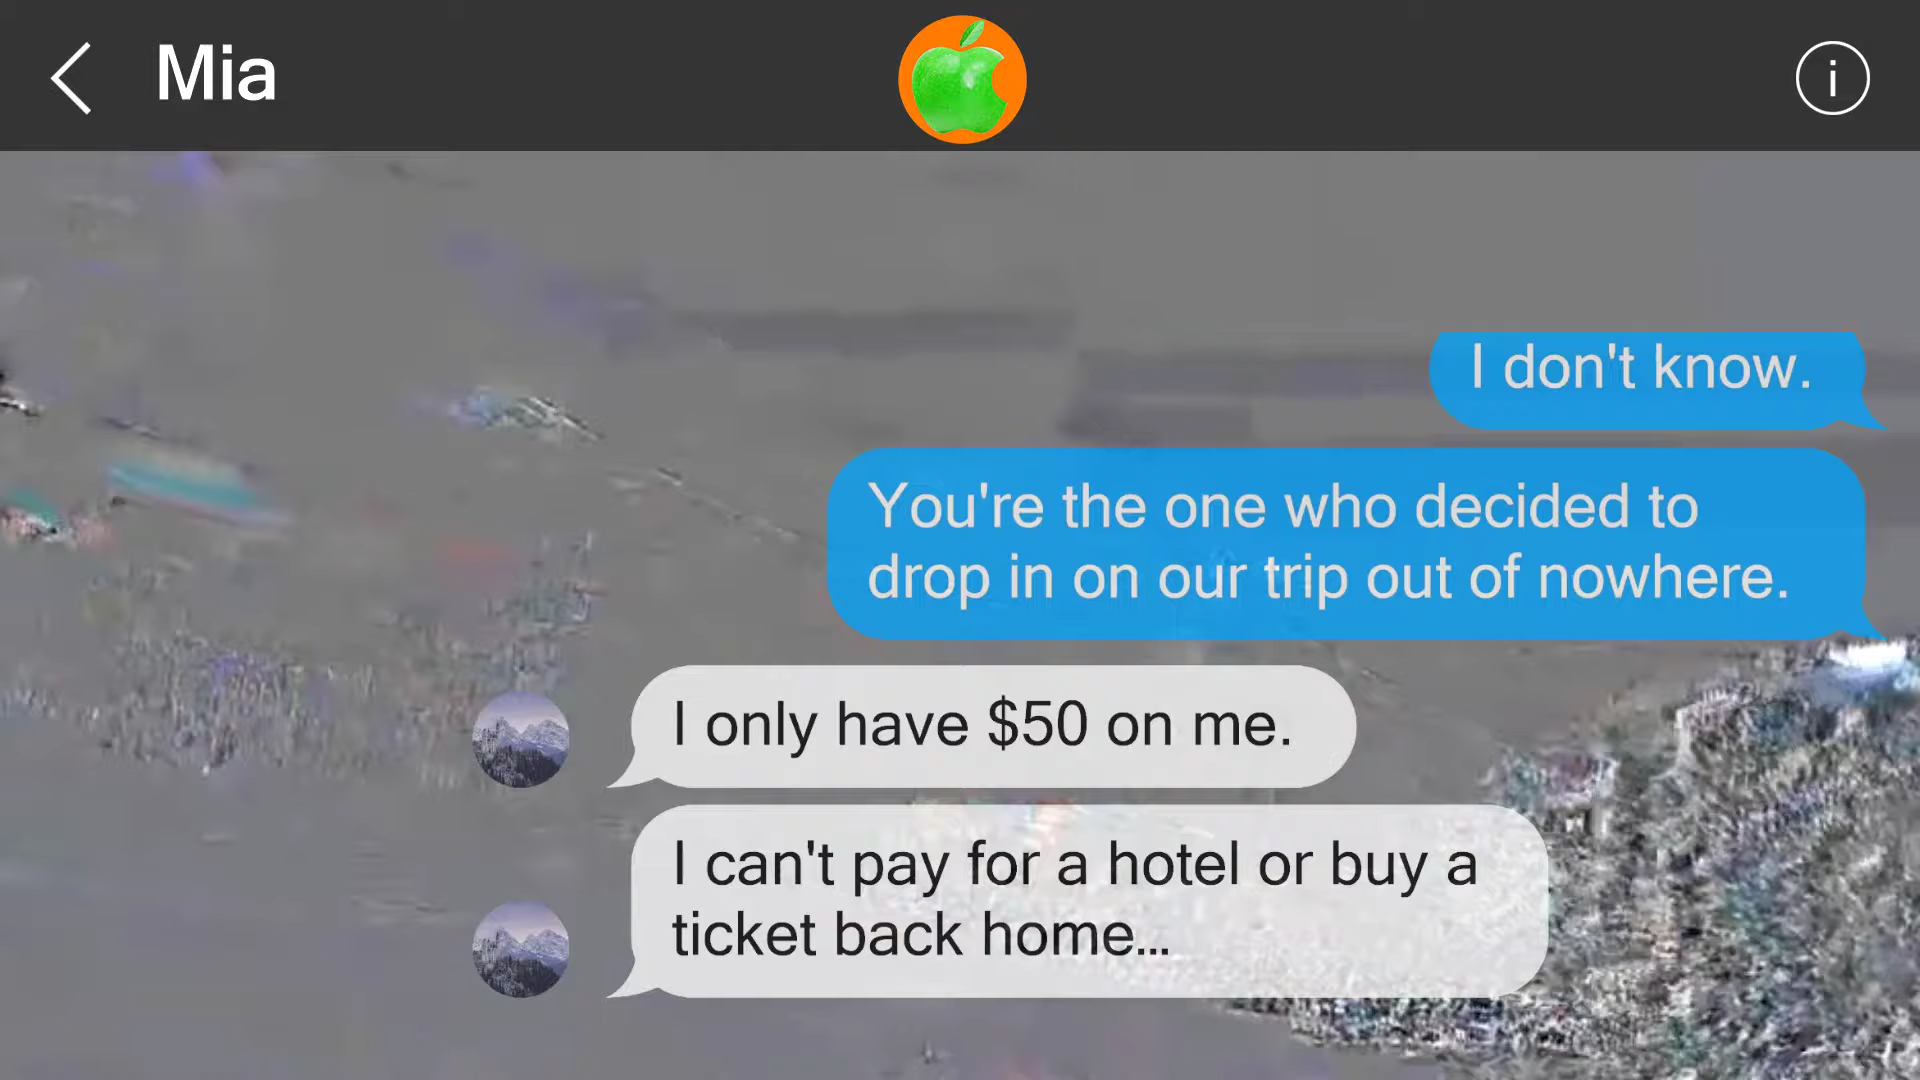 Mia
i
I don't know.
You're the one who decided to
drop in on our trip out of nowhere.
I only have $50 on me.
I can't pay for a hotel or buy a
ticket back home...